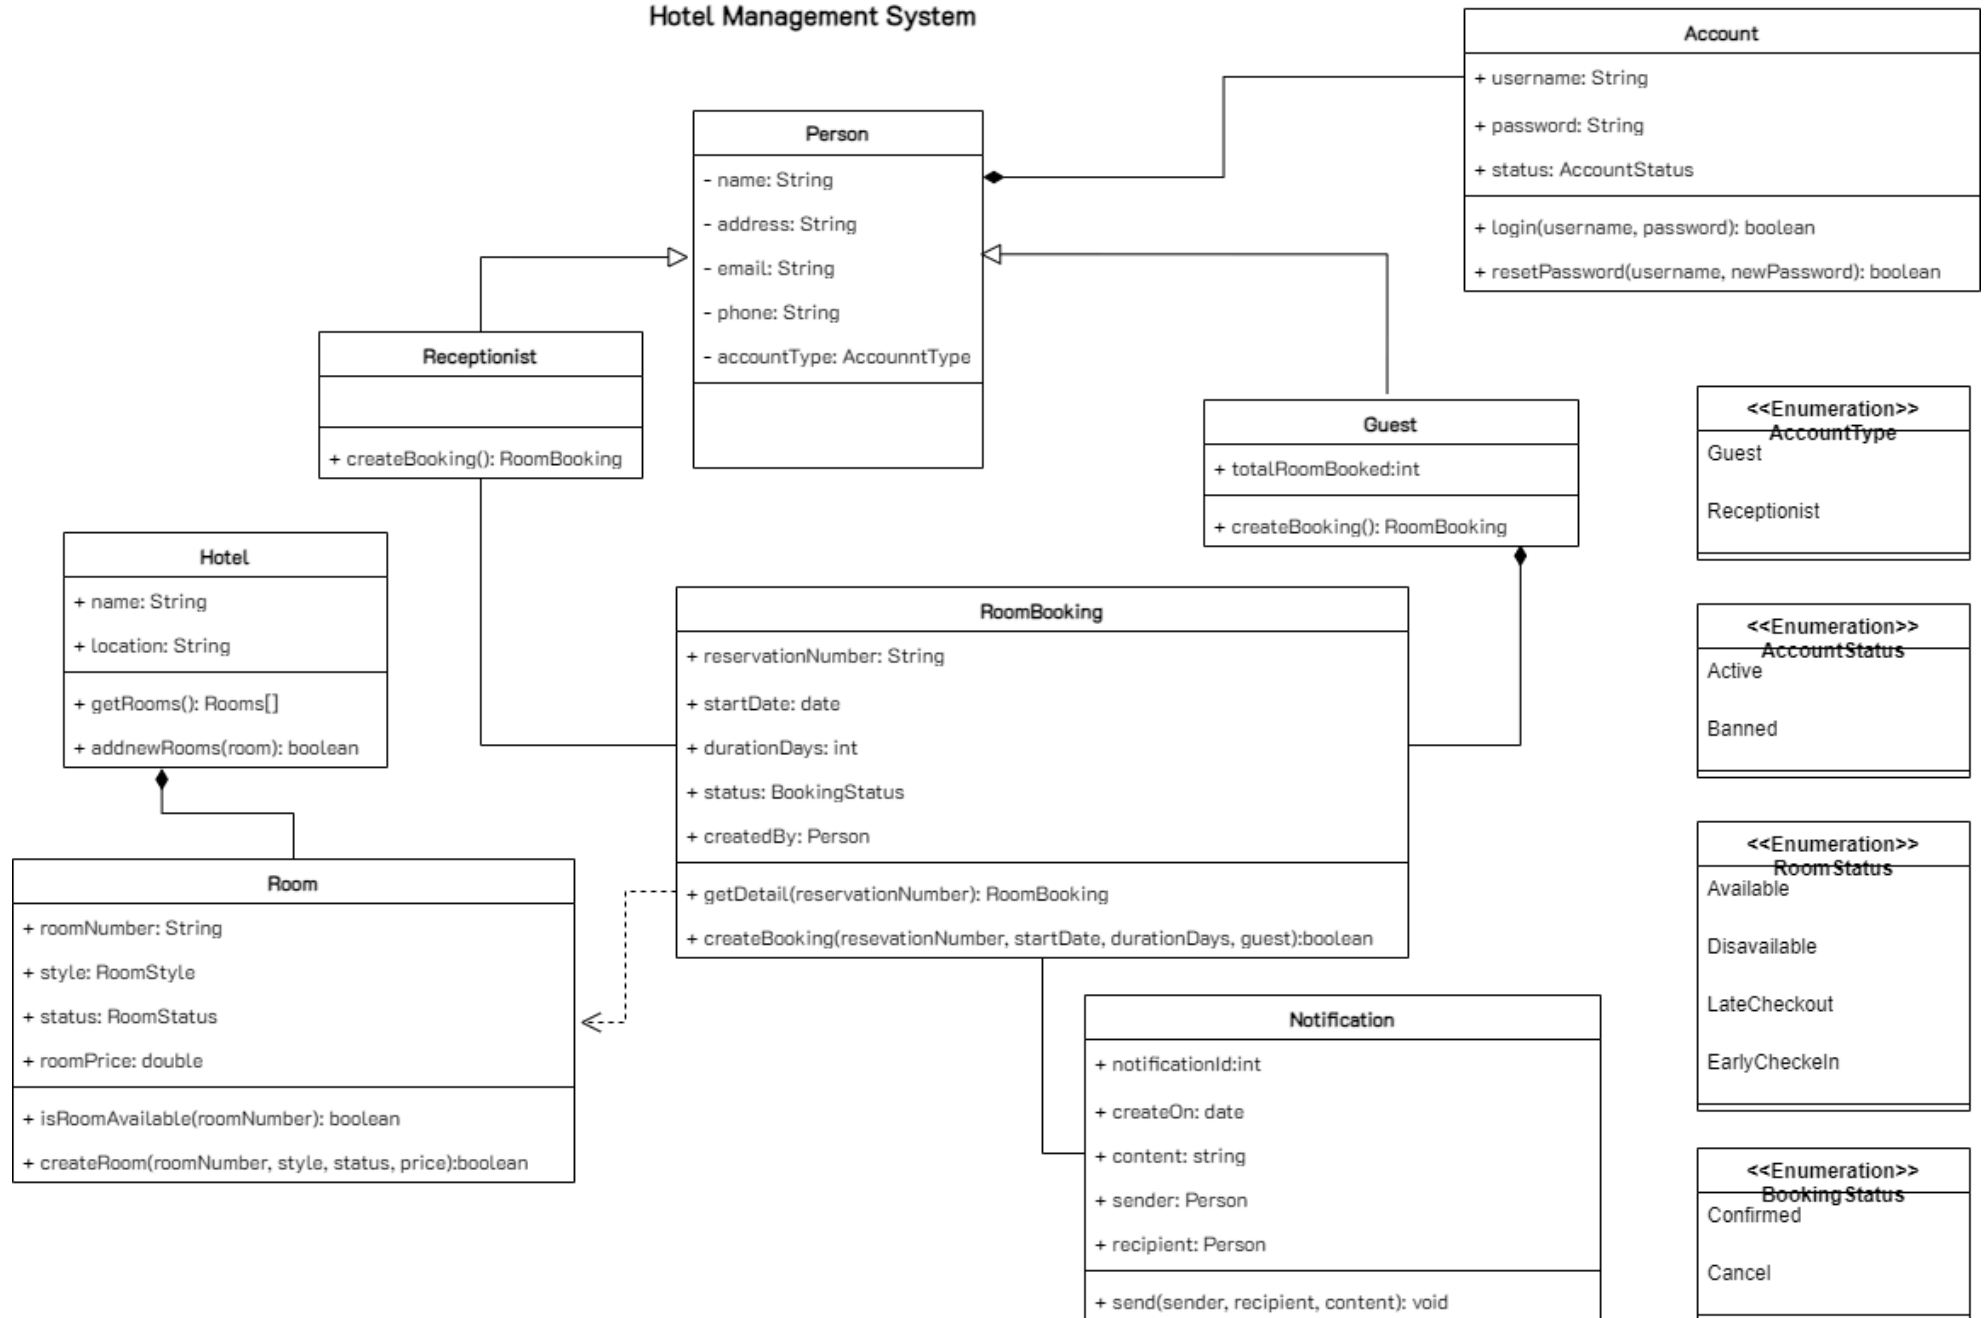 Hotel Management System
Account
+ username: String
+ password: String
+ status: AccountStatus
+ login(username, password): boolean
+ resetPassword(username, newPassword): boolean
Person
- name: String
- address: String
- email: String
- phone: String
- accountType: AccounntType
Receptionist
+ createBooking(): RoomBooking
Guest
+ totalRoomBooked:int
+ createBooking(): RoomBooking
<<Enumeration>>
AccountType
Guest
Receptionist
Hotel
+ name: String
+ location: String
+ getRooms(): Rooms[]
+ addnewRooms(room): boolean
RoomBooking
+ reservationNumber: String
+ startDate: date
+ durationDays: int
+ status: BookingStatus
+ createdBy: Person
+ getDetail(reservationNumber): RoomBooking
+ createBooking(resevationNumber, startDate, durationDays, guest):boolean
<<Enumeration>>
AccountStatus
Active
Banned
Room
+ roomNumber: String
+ style: RoomStyle
+ status: RoomStatus
+ roomPrice: double
+ isRoomAvailable(roomNumber): boolean
+ createRoom(roomNumber, style, status, price):boolean
<<Enumeration>>
RoomStatus
Available
Disavailable
LateCheckout
EarlyCheckeIn
Notification
+ notificationId:int
+ createOn: date
+ content: string
+ sender: Person
+ recipient: Person
+ send(sender, recipient, content): void
<<Enumeration>>
BookingStatus
Confirmed
Cancel